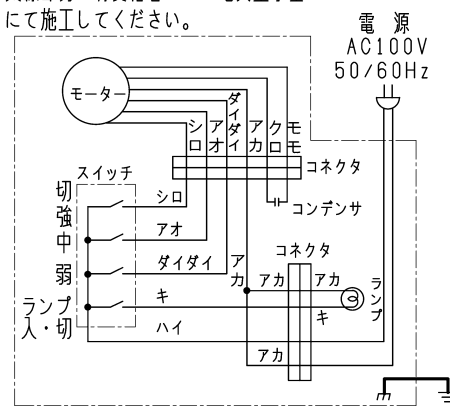 にて施工してください。
電源
AC100V
50/60Hz
モーター
シロ
アオ
ダイダイ
アカ
クロ
モモ
コネクタ
スイッチ
切
強
中
弱
ランプ
入・切
シロ
アオ
ダイダイ
キ
ハイ
コンデンサ
コネクタ
アカ
アカ
アカ
キ
アカ
ランプ